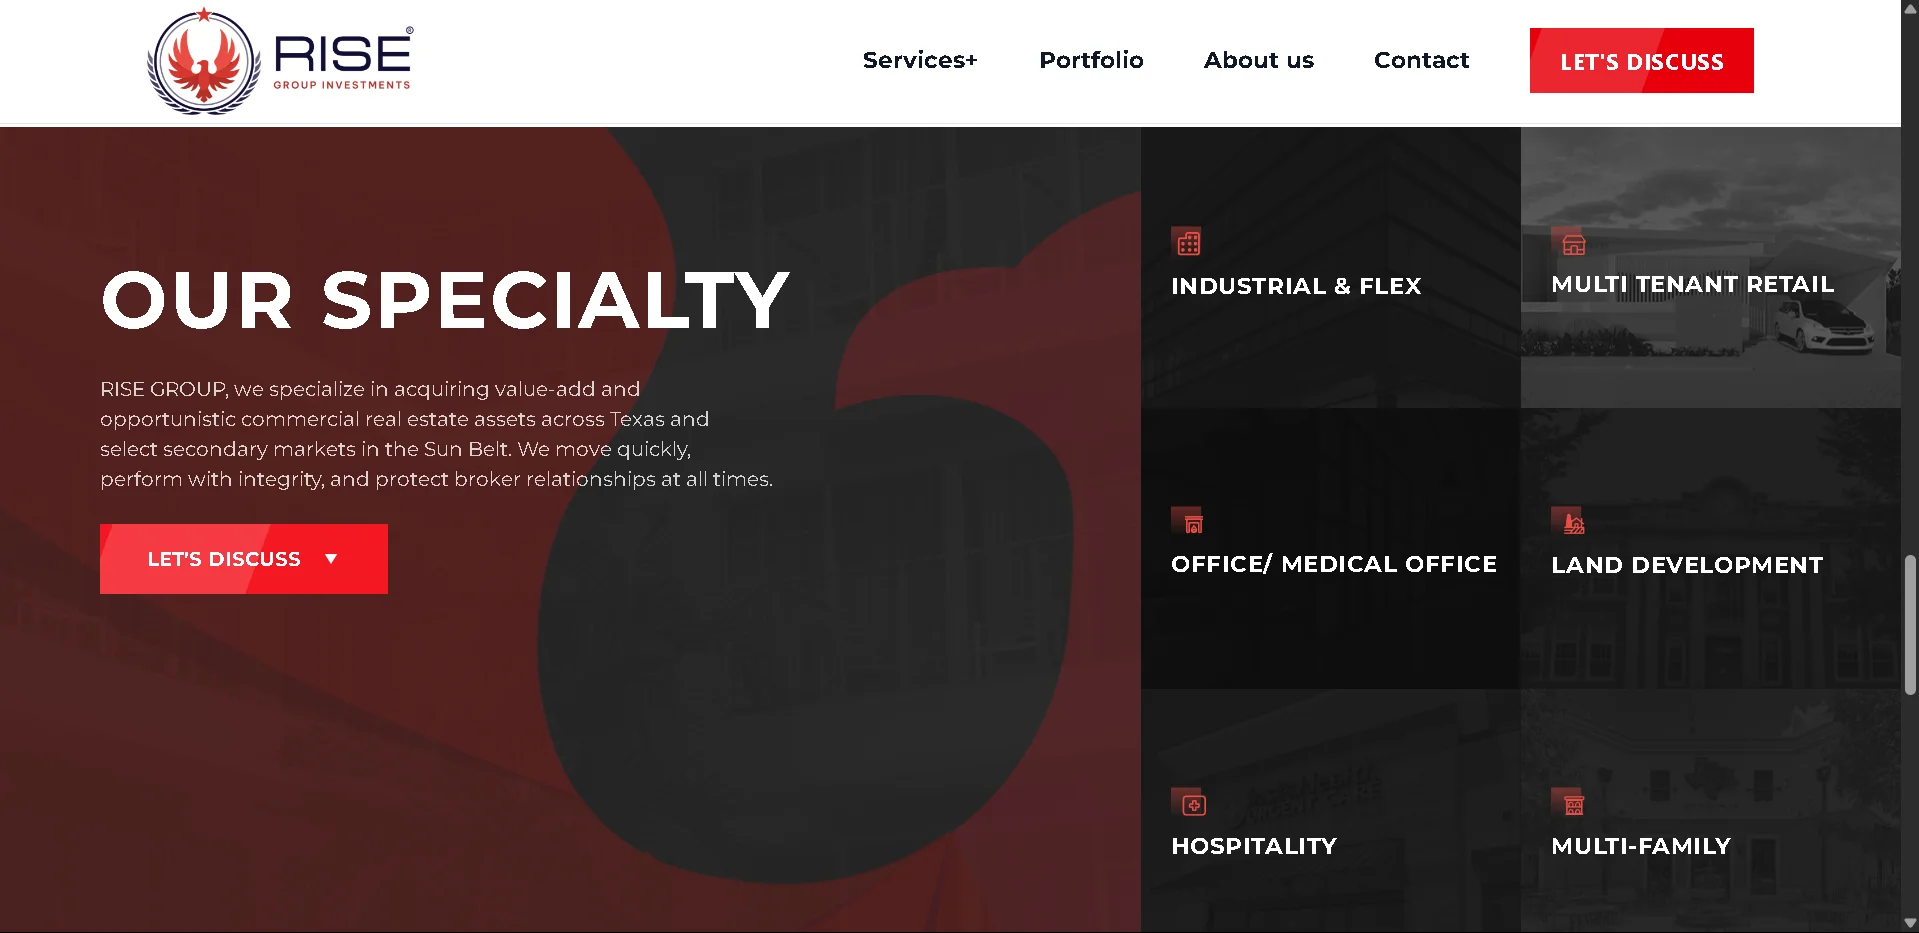 RISE®
GROUP INVESTMENTS
Services+
Portfolio
About us
Contact
LET'S DISCUSS
OUR SPECIALTY
RISE GROUP, we specialize in acquiring value-add and
opportunistic commercial real estate assets across Texas and
select secondary markets in the Sun Belt. We move quickly,
perform with integrity, and protect broker relationships at all times.
LET'S DISCUSS ▼
INDUSTRIAL & FLEX
MULTI TENANT RETAIL
OFFICE/ MEDICAL OFFICE
LAND DEVELOPMENT
HOSPITALITY
MULTI-FAMILY